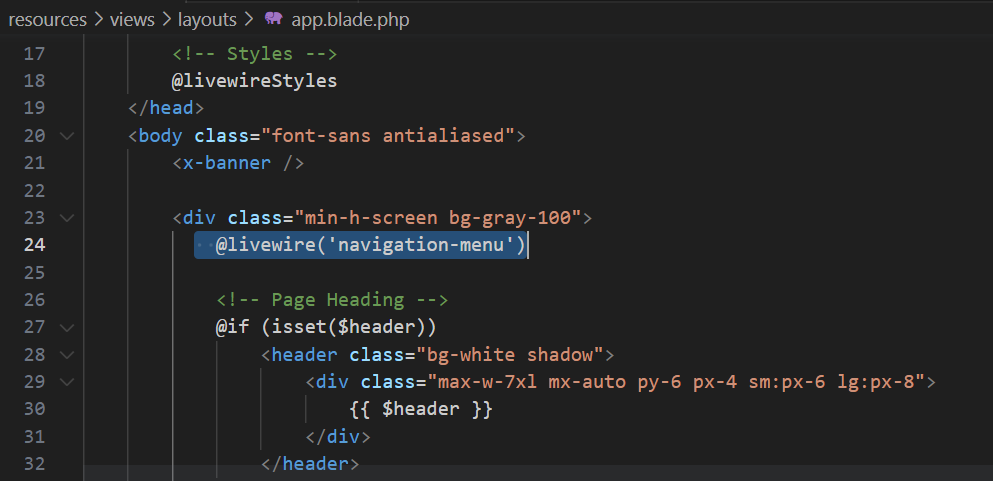 resources > views > layouts > app.blade.php
17 <!-- Styles -->
18 @livewireStyles
19 </head>
20 <body class="font-sans antialiased">
21 <x-banner />
22
23 <div class="min-h-screen bg-gray-100">
24 @livewire('navigation-menu')
25
26 <!-- Page Heading -->
27 @if (isset($header))
28 <header class="bg-white shadow">
29 <div class="max-w-7xl mx-auto py-6 px-4 sm:px-6 lg:px-8">
30 {{ $header }}
31 </div>
32 </header>